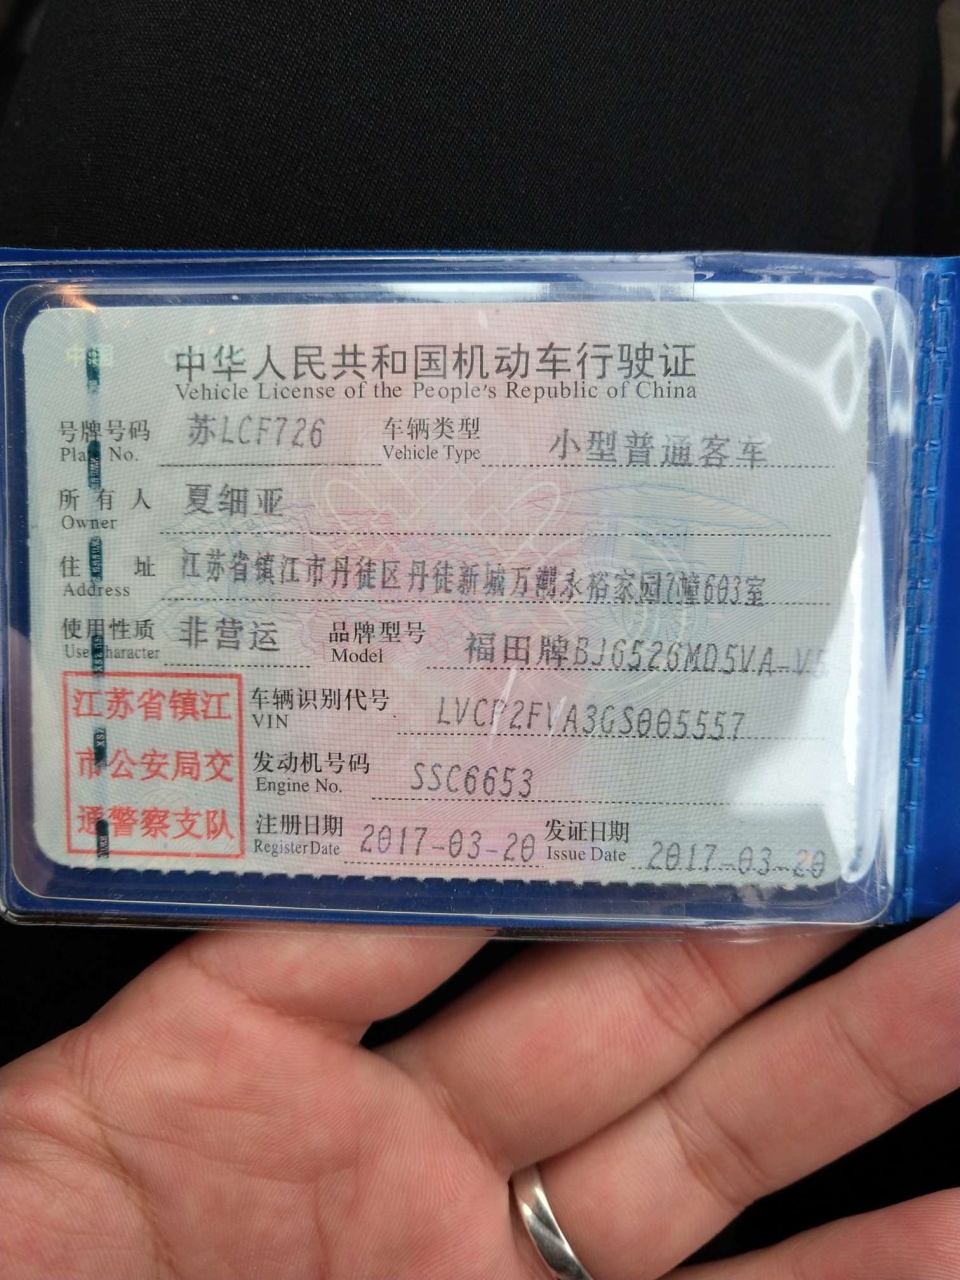 中华人民共和国机动车行驶证
Vehicle License of the People's Republic of China
号牌号码 苏LCF726 车辆类型 小型普通客车
Plate No. Vehicle Type
所有人 夏细亚
Owner
住址 江苏省镇江市丹徒区丹徒新城万瀬永裕家园7幢603室
Address
使用性质 非营运 品牌型号 福田牌BJ6526MD5VA-V5
Use Character Model
江苏省镇江
市公安局交
通警察支队
车辆识别代号 LVCP2FVA3GS005557
VIN
发动机号码 SSC6653
Engine No.
注册日期 2017-03-20 发证日期 2017-03-20
Register Date Issue Date